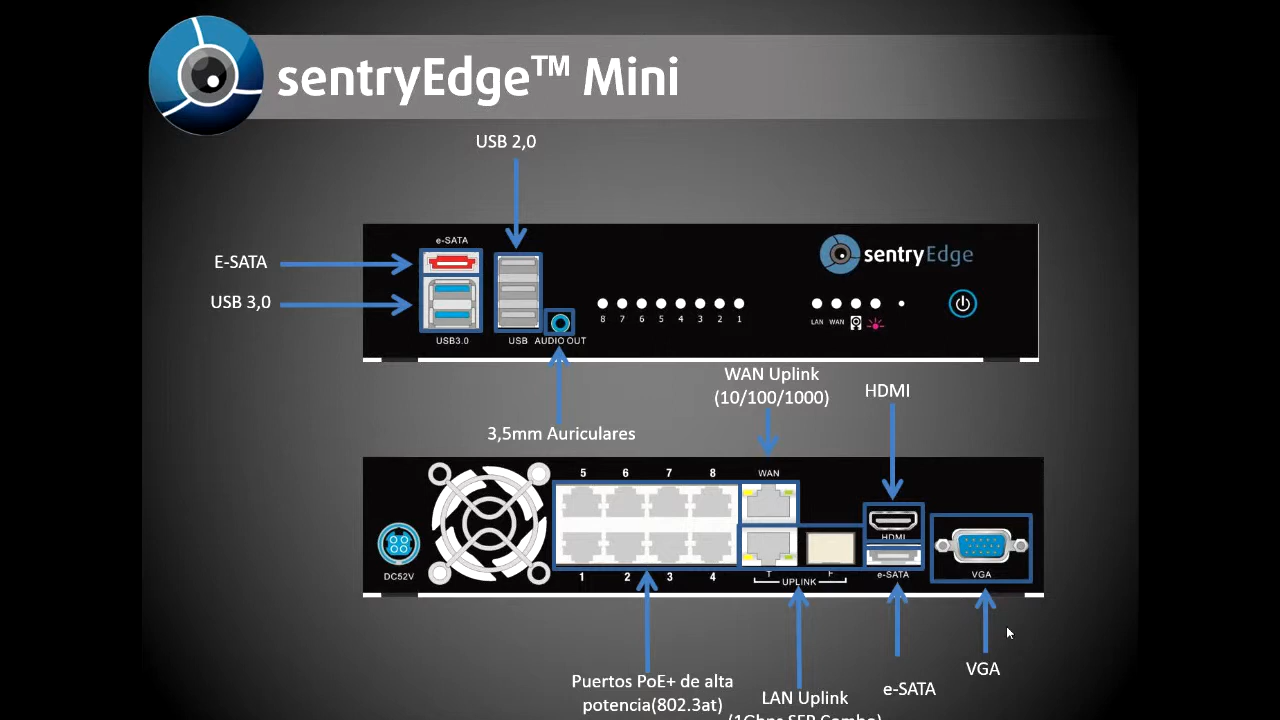 sentryEdge™ Mini
USB 2,0
e-SATA
E-SATA
sentryEdge
USB 3,0
8 7 6 5 4 3 2 1
LAN WAN
USB3.0
USB
AUDIO OUT
WAN Uplink
(10/100/1000)
HDMI
3,5mm Auriculares
5 6 7 8
WAN
HDMI
DC52V
1 2 3 4
T F
UPLINK
e-SATA
VGA
Puertos PoE+ de alta
potencia(802.3at)
LAN Uplink
(1Gbps SFP Combo)
e-SATA
VGA